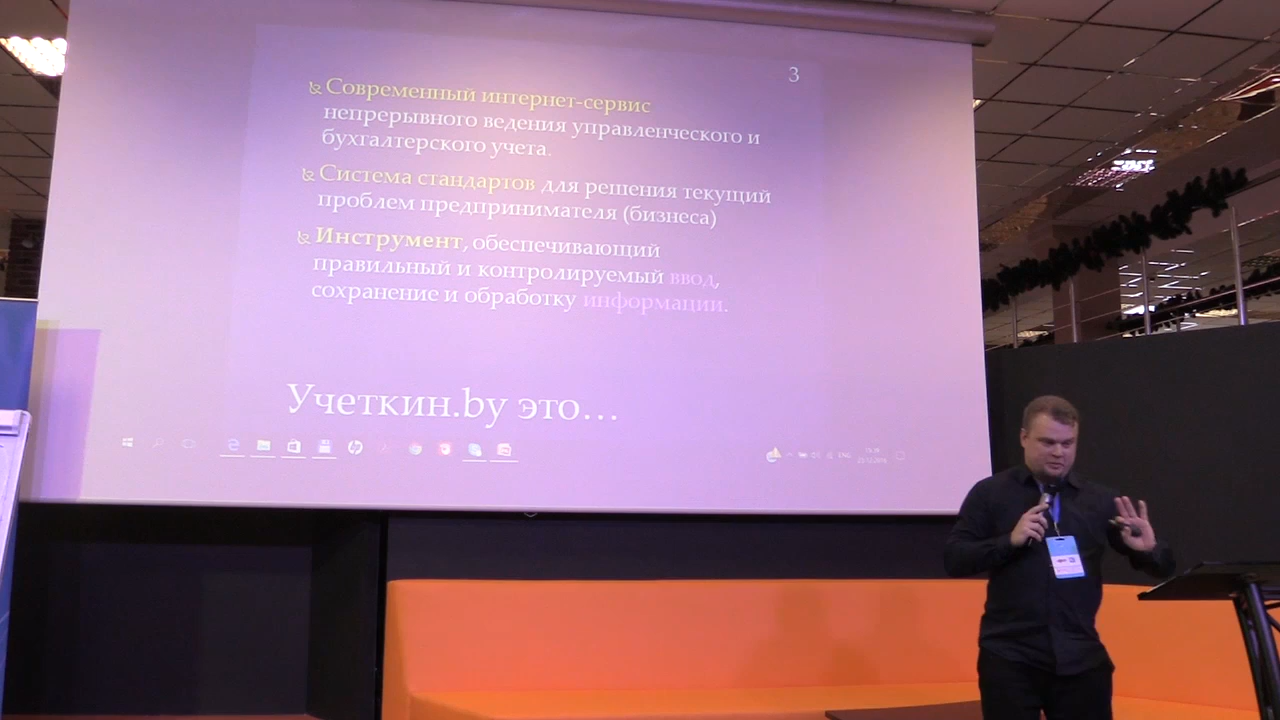 3
Современный интернет-сервис
непрерывного ведения управленческого и
бухгалтерского учета.
Система стандартов для решения текущий
проблем предпринимателя (бизнеса)
Инструмент, обеспечивающий
правильный и контролируемый ввод,
сохранение и обработку информации.
Учеткин.by это...
ENG